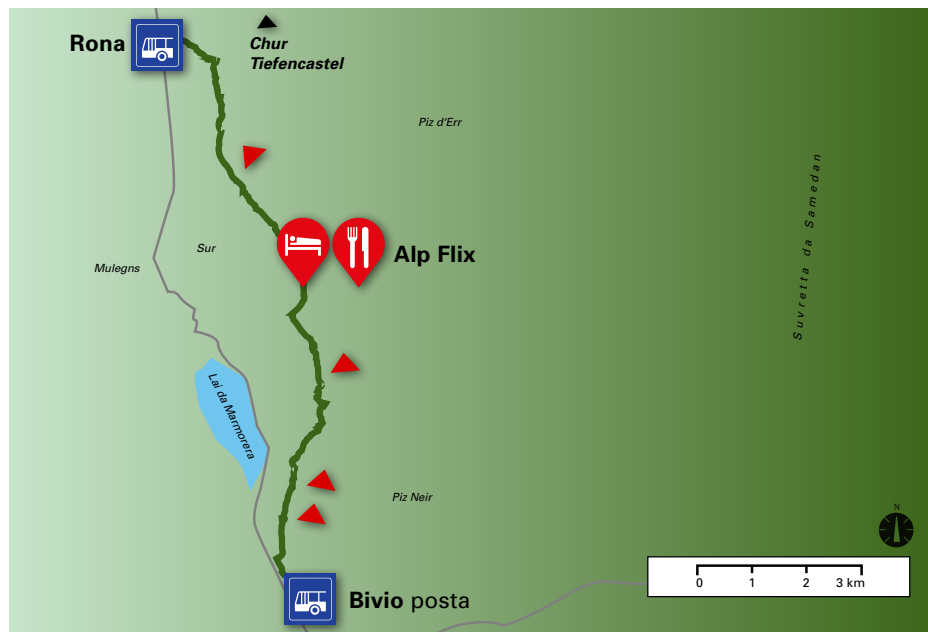 Rona
Chur
Tiefencastel
Piz d'Err
Suvretta da Samedan
Sur
Alp Flix
Mulegns
Lai da Marmorera
Piz Neir
N
0 1 2 3 km
Bivio posta